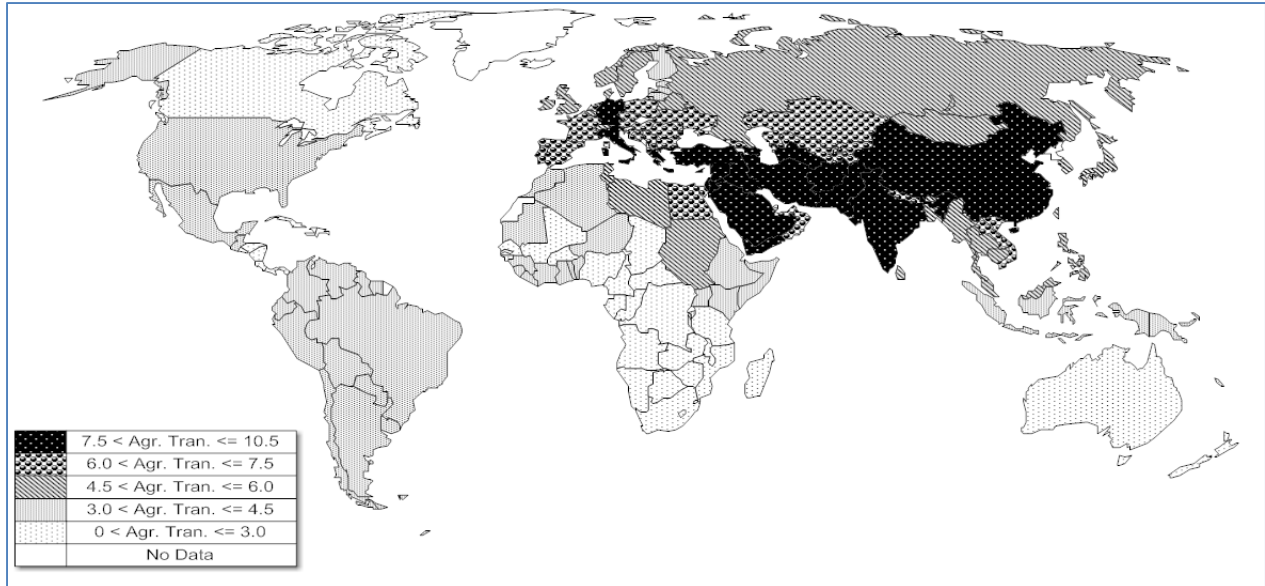 7.5 < Agr. Tran. <= 10.5
6.0 < Agr. Tran. <= 7.5
4.5 < Agr. Tran. <= 6.0
3.0 < Agr. Tran. <= 4.5
0 < Agr. Tran. <= 3.0
No Data